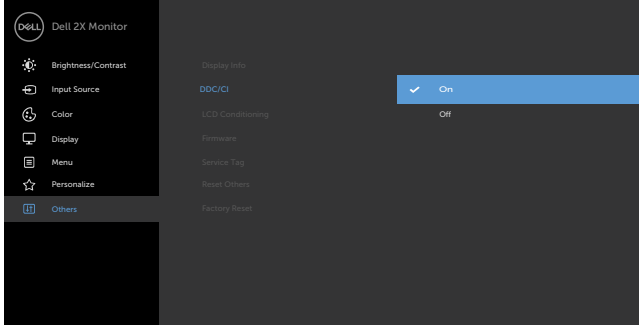 DELL
Dell 2X Monitor
Brightness/Contrast
Input Source
Color
Display
Menu
Personalize
Others
Display Info
DDC/CI
LCD Conditioning
Firmware
Service Tag
Reset Others
Factory Reset
On
Off